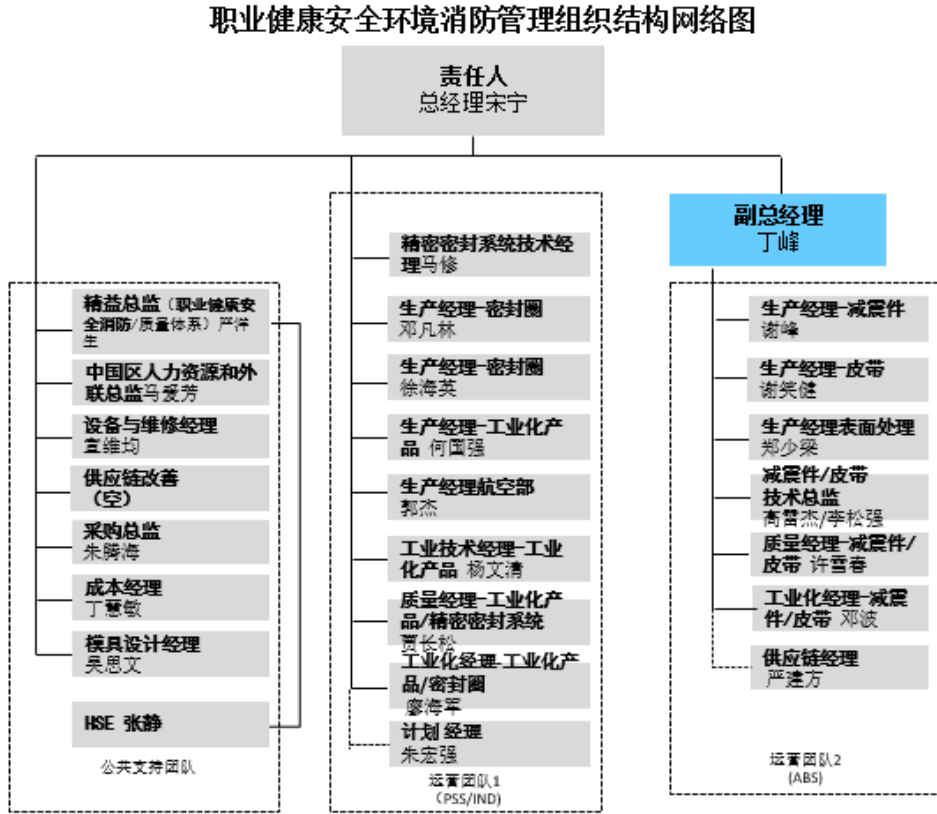 职业健康安全环境消防管理组织结构网络图
责任人
总经理宋宁
精益总监（职业健康安
全消防/质量体系）严洋
生
中国区人力资源和外
联总监马爱芳
设备与维修经理
宣维均
供应链改善
（空）
采购总监
朱腾海
成本经理
丁慧敏
模具设计经理
吴思文
HSE 张静
公共支持团队
精密密封系统技术经
理马修
生产经理-密封圈
邓凡林
生产经理-密封圈
徐海英
生产经理-工业化产
品 何国强
生产经理航空部
郭杰
工业技术经理-工业
化产品 杨文清
质量经理-工业化产
品/精密密封系统
贾长松
工业化经理-工业化产
品/密封圈
廖海军
计划 经理
朱宏强
运营团队1
（PSS/IND)
副总经理
丁峰
生产经理-减震件
谢峰
生产经理-皮带
谢笑健
生产经理表面处理
郑少梁
减震件/皮带
技术总监
高雷杰/李松强
质量经理-减震件/
皮带 许雪春
工业化经理-减震
件/皮带 邓波
供应链经理
严建方
运营团队2
(ABS)